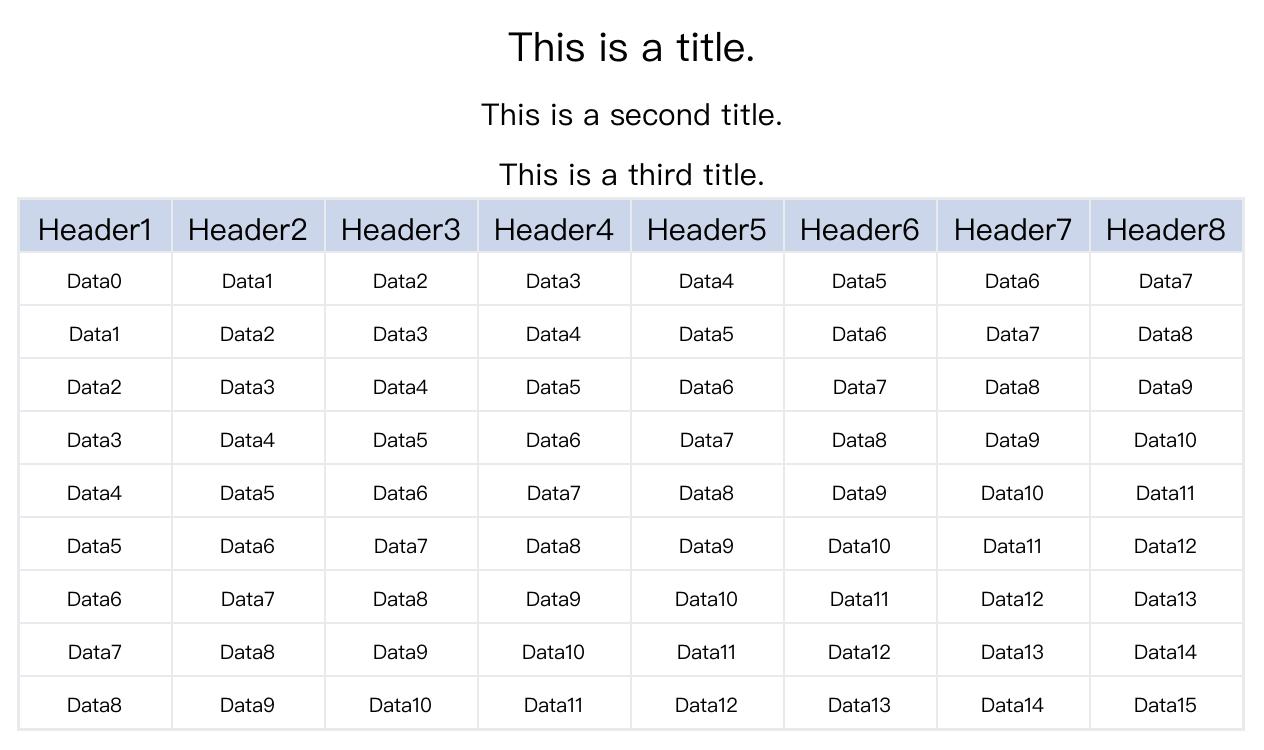 This is a title.
This is a second title.
This is a third title.
Header1 Header2 Header3 Header4 Header5 Header6 Header7 Header8
Data0 Data1 Data2 Data3 Data4 Data5 Data6 Data7
Data1 Data2 Data3 Data4 Data5 Data6 Data7 Data8
Data2 Data3 Data4 Data5 Data6 Data7 Data8 Data9
Data3 Data4 Data5 Data6 Data7 Data8 Data9 Data10
Data4 Data5 Data6 Data7 Data8 Data9 Data10 Data11
Data5 Data6 Data7 Data8 Data9 Data10 Data11 Data12
Data6 Data7 Data8 Data9 Data10 Data11 Data12 Data13
Data7 Data8 Data9 Data10 Data11 Data12 Data13 Data14
Data8 Data9 Data10 Data11 Data12 Data13 Data14 Data15